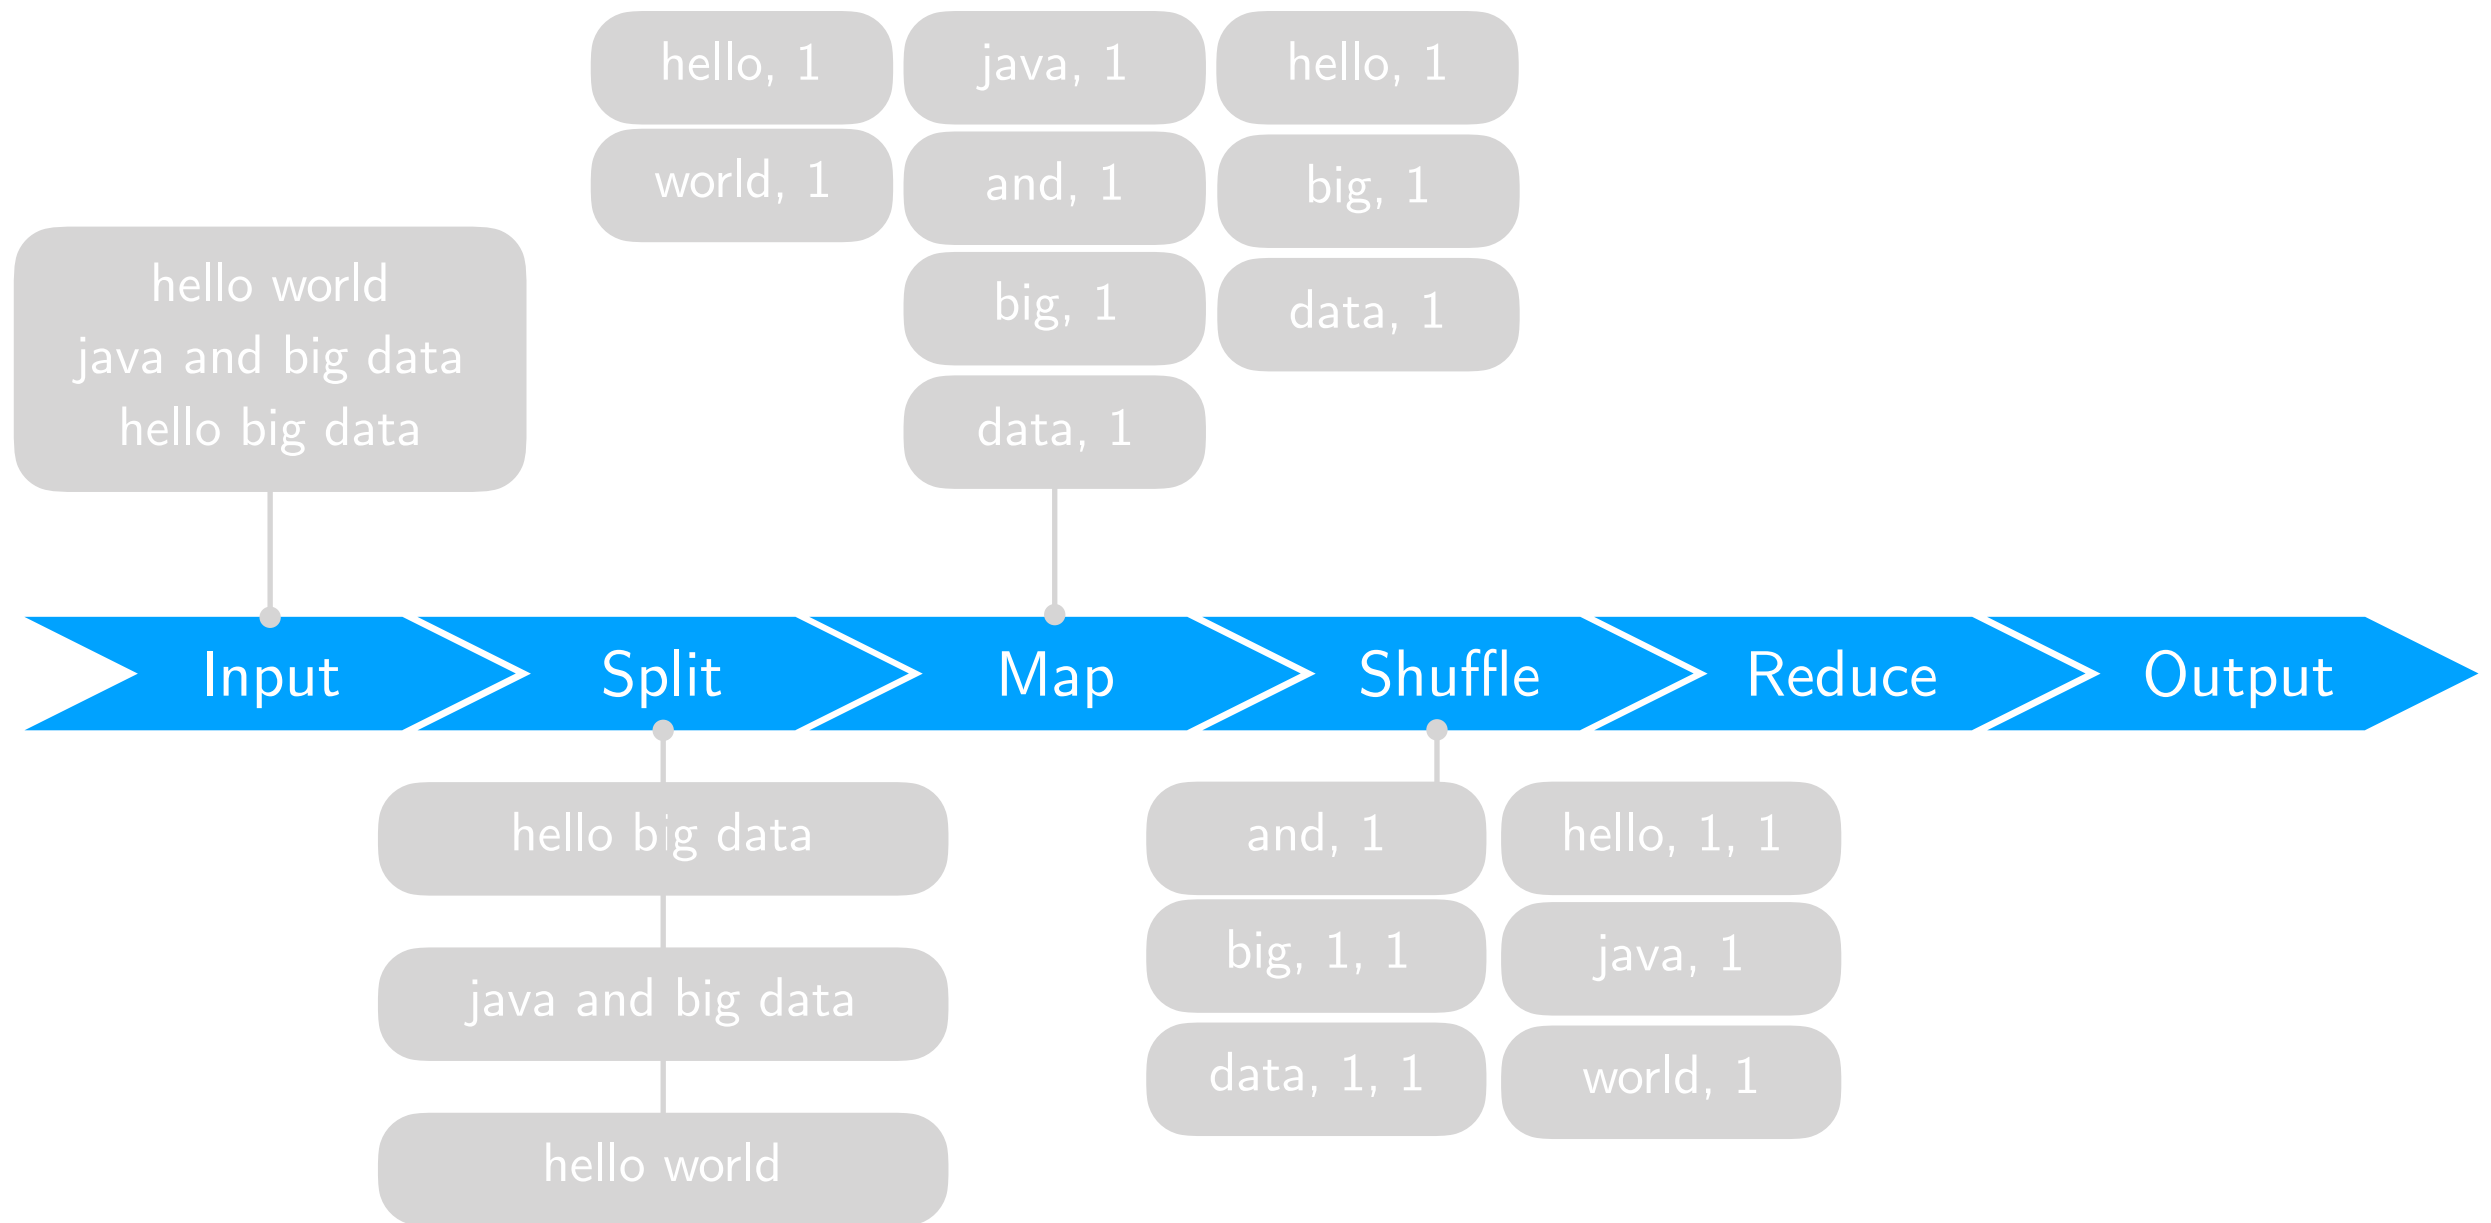 hello, 1
world, 1
java, 1
and, 1
big, 1
data, 1
hello, 1
big, 1
data, 1
hello world
java and big data
hello big data
Input
Split
Map
Shuffle
Reduce
Output
hello big data
java and big data
hello world
and, 1
big, 1, 1
data, 1, 1
hello, 1, 1
java, 1
world, 1